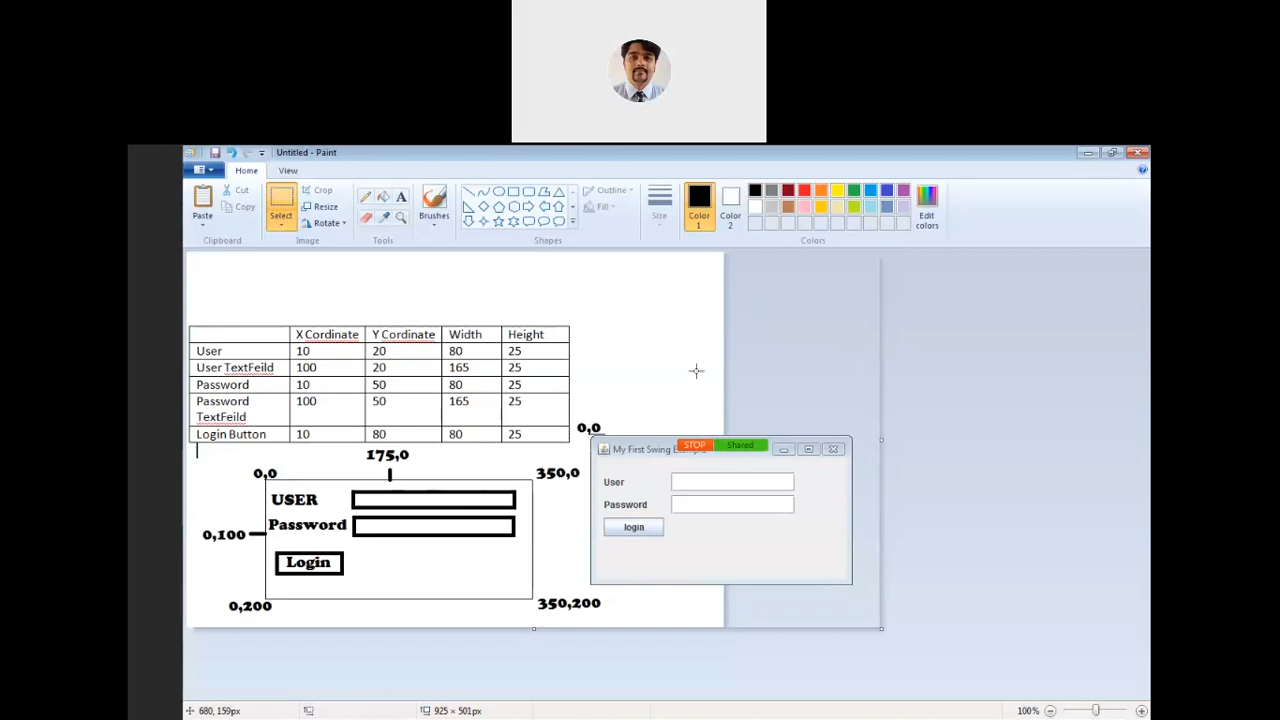 Untitled - Paint
Home View
Paste
Cut
Copy
Clipboard
Select
Crop
Resize
Rotate
Image
A
Tools
Brushes
Outline
Fill
Shapes
Size
Color 1
Color 2
Edit colors
Colors
X Cordinate Y Cordinate Width Height
User 10 20 80 25
User TextFeild 100 20 165 25
Password 10 50 80 25
Password TextFeild 100 50 165 25
Login Button 10 80 80 25
0,0
175,0
0,0
350,0
USER
Password
0,100
Login
0,200
350,200
My First Swing
STOP
Shared
User
Password
login
680, 159px
925 × 501px
100%